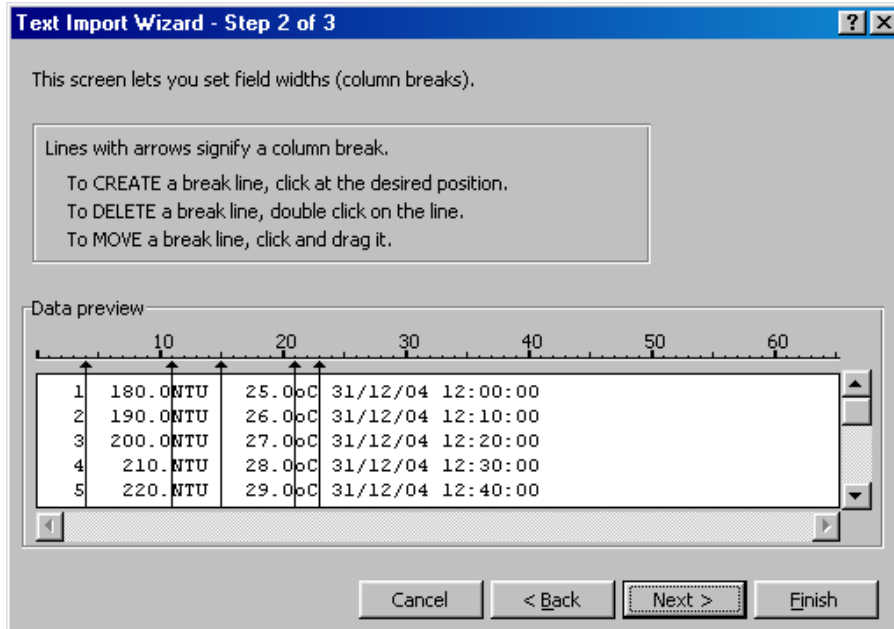 Text Import Wizard - Step 2 of 3
This screen lets you set field widths (column breaks).
Lines with arrows signify a column break.
To CREATE a break line, click at the desired position.
To DELETE a break line, double click on the line.
To MOVE a break line, click and drag it.
Data preview
10 20 30 40 50 60
1 180.0NTU 25.0oC 31/12/04 12:00:00
2 190.0NTU 26.0oC 31/12/04 12:10:00
3 200.0NTU 27.0oC 31/12/04 12:20:00
4 210.NTU 28.0oC 31/12/04 12:30:00
5 220.NTU 29.0oC 31/12/04 12:40:00
Cancel < Back Next > Finish